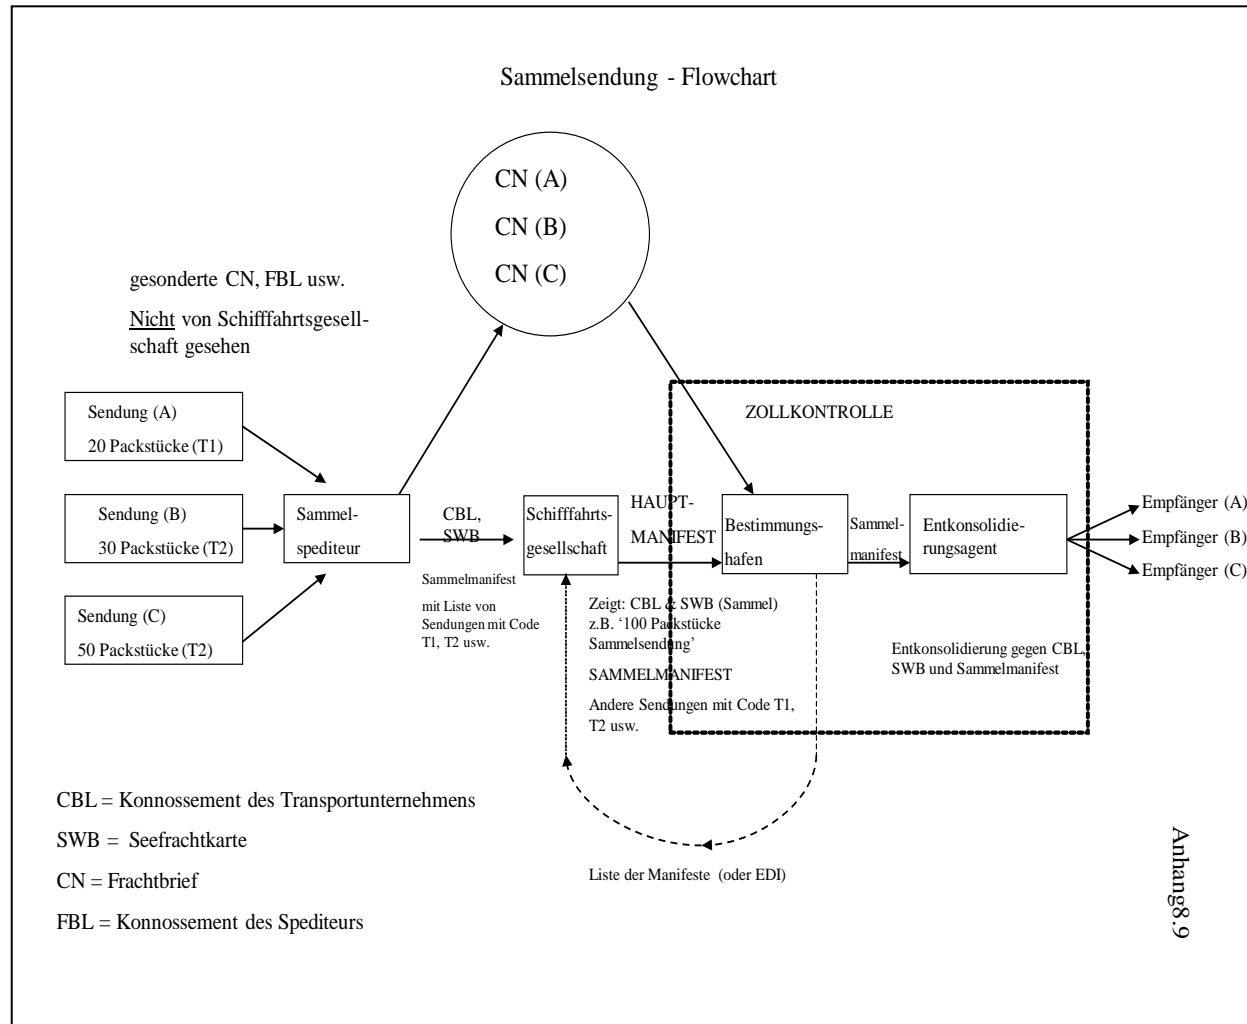 Sammelsendung - Flowchart
CN (A)
CN (B)
CN (C)
gesonderte CN, FBL usw.
Nicht von Schifffahrtsgesell-
schaft gesehen
Sendung (A)
20 Packstücke (T1)
Sendung (B)
30 Packstücke (T2)
Sendung (C)
50 Packstücke (T2)
Sammel-
spediteur
CBL,
SWB
Sammelmanifest
mit Liste von
Sendungen mit Code
T1, T2 usw.
Schifffahrts-
gesellschaft
HAUPT-
MANIFEST
Zeigt: CBL & SWB (Sammel)
z.B. ‘100 Packstücke
Sammelsendung’
SAMMELMANIFEST
Andere Sendungen mit Code T1,
T2 usw.
ZOLLKONTROLLE
Bestimmungs-
hafen
Sammel-
manifest
Entkonsolidie-
rungsagent
Entkonsolidierung gegen CBL,
SWB und Sammelmanifest
Empfänger (A)
Empfänger (B)
Empfänger (C)
Liste der Manifeste (oder EDI)
CBL = Konnossement des Transportunternehmens
SWB = Seefrachtkarte
CN = Frachtbrief
FBL = Konnossement des Spediteurs
Anhang8.9